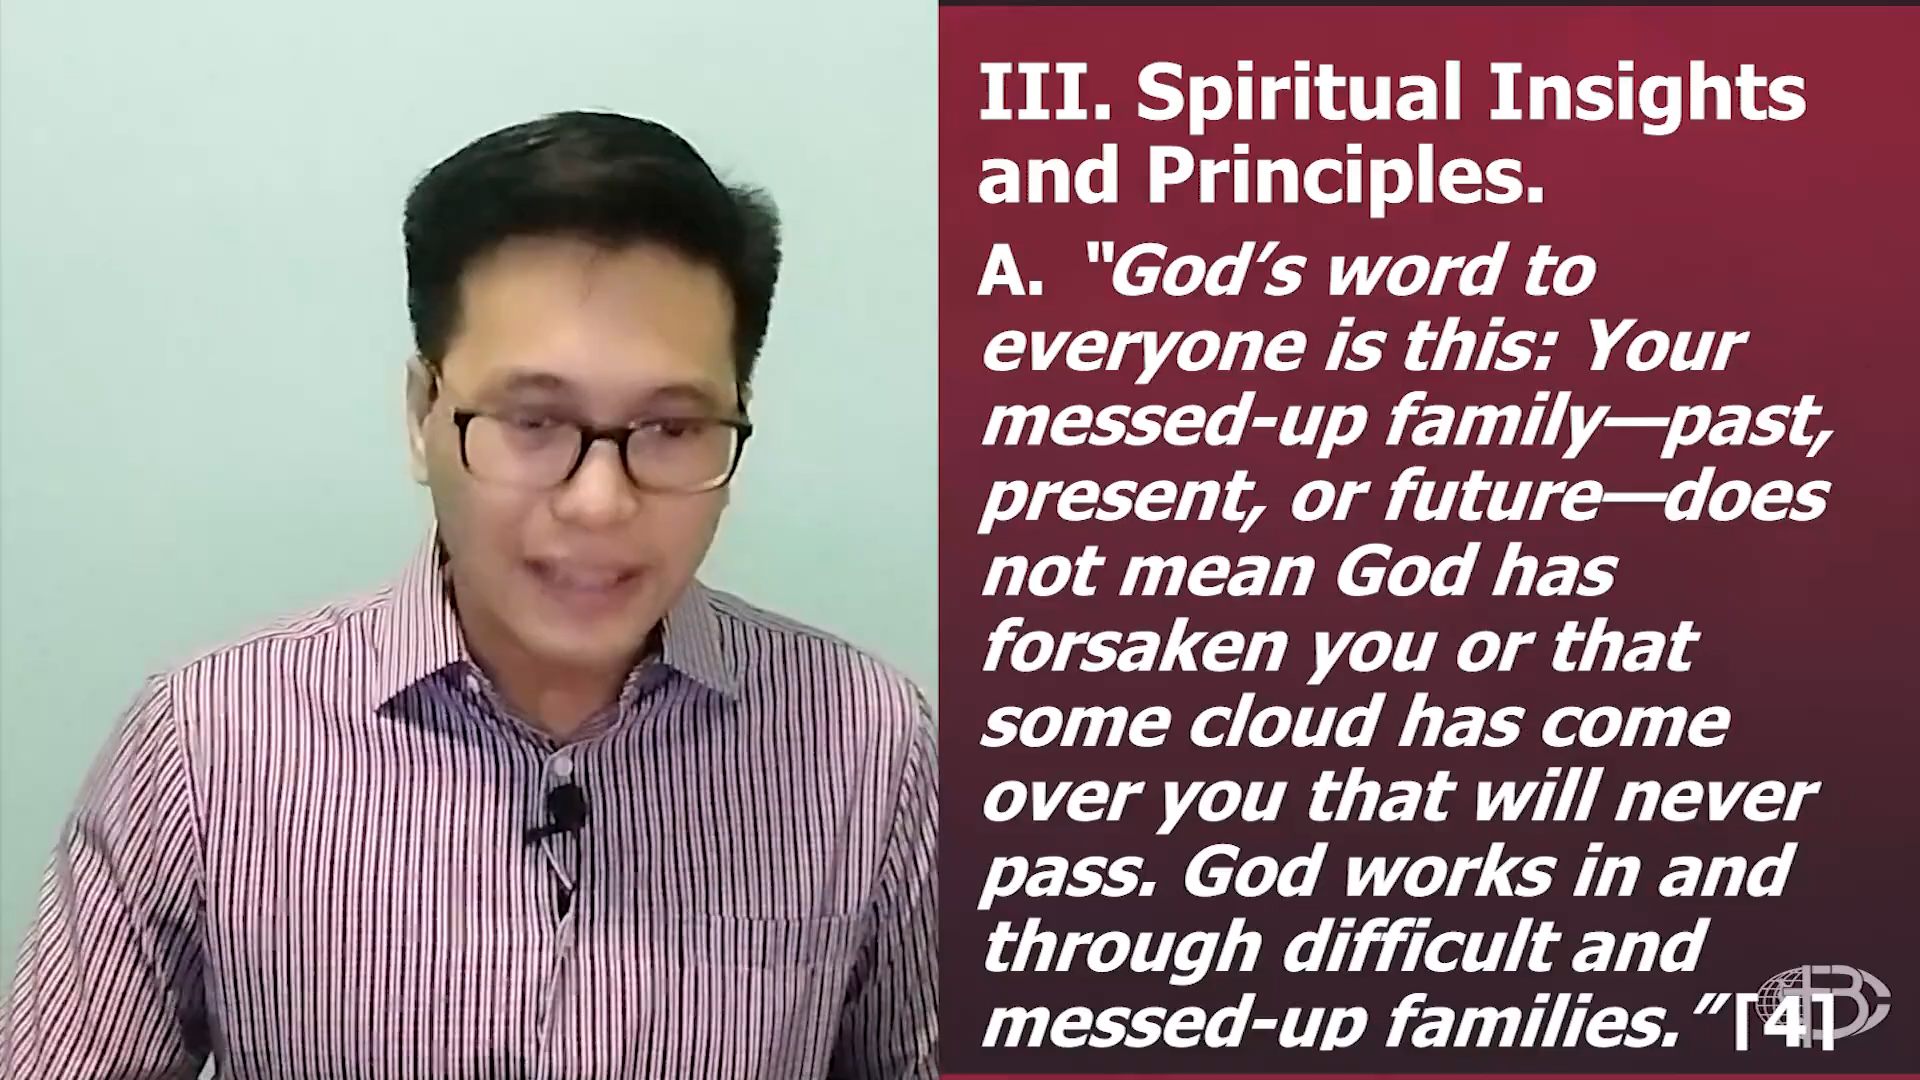 III. Spiritual Insights
and Principles.
A. “God’s word to
everyone is this: Your
messed-up family—past,
present, or future—does
not mean God has
forsaken you or that
some cloud has come
over you that will never
pass. God works in and
through difficult and
messed-up families.” [4]